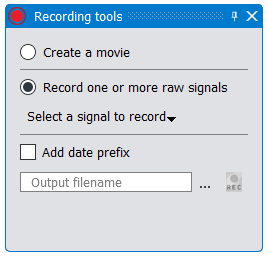 Recording tools
Create a movie
Record one or more raw signals
Select a signal to record
Add date prefix
Output filename ... REC